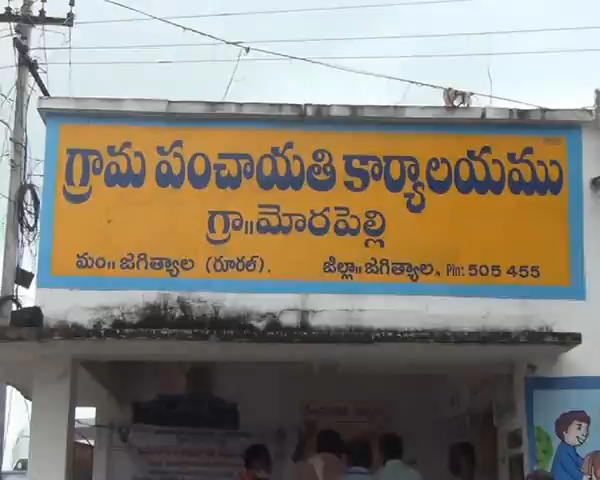 గ్రామ పంచాయతి కార్యాలయము
గ్రా॥మోరపెల్లి
మం॥ జగిత్యాల (రూరల్). జిల్లా॥ జగిత్యాల. Pin: 505 455